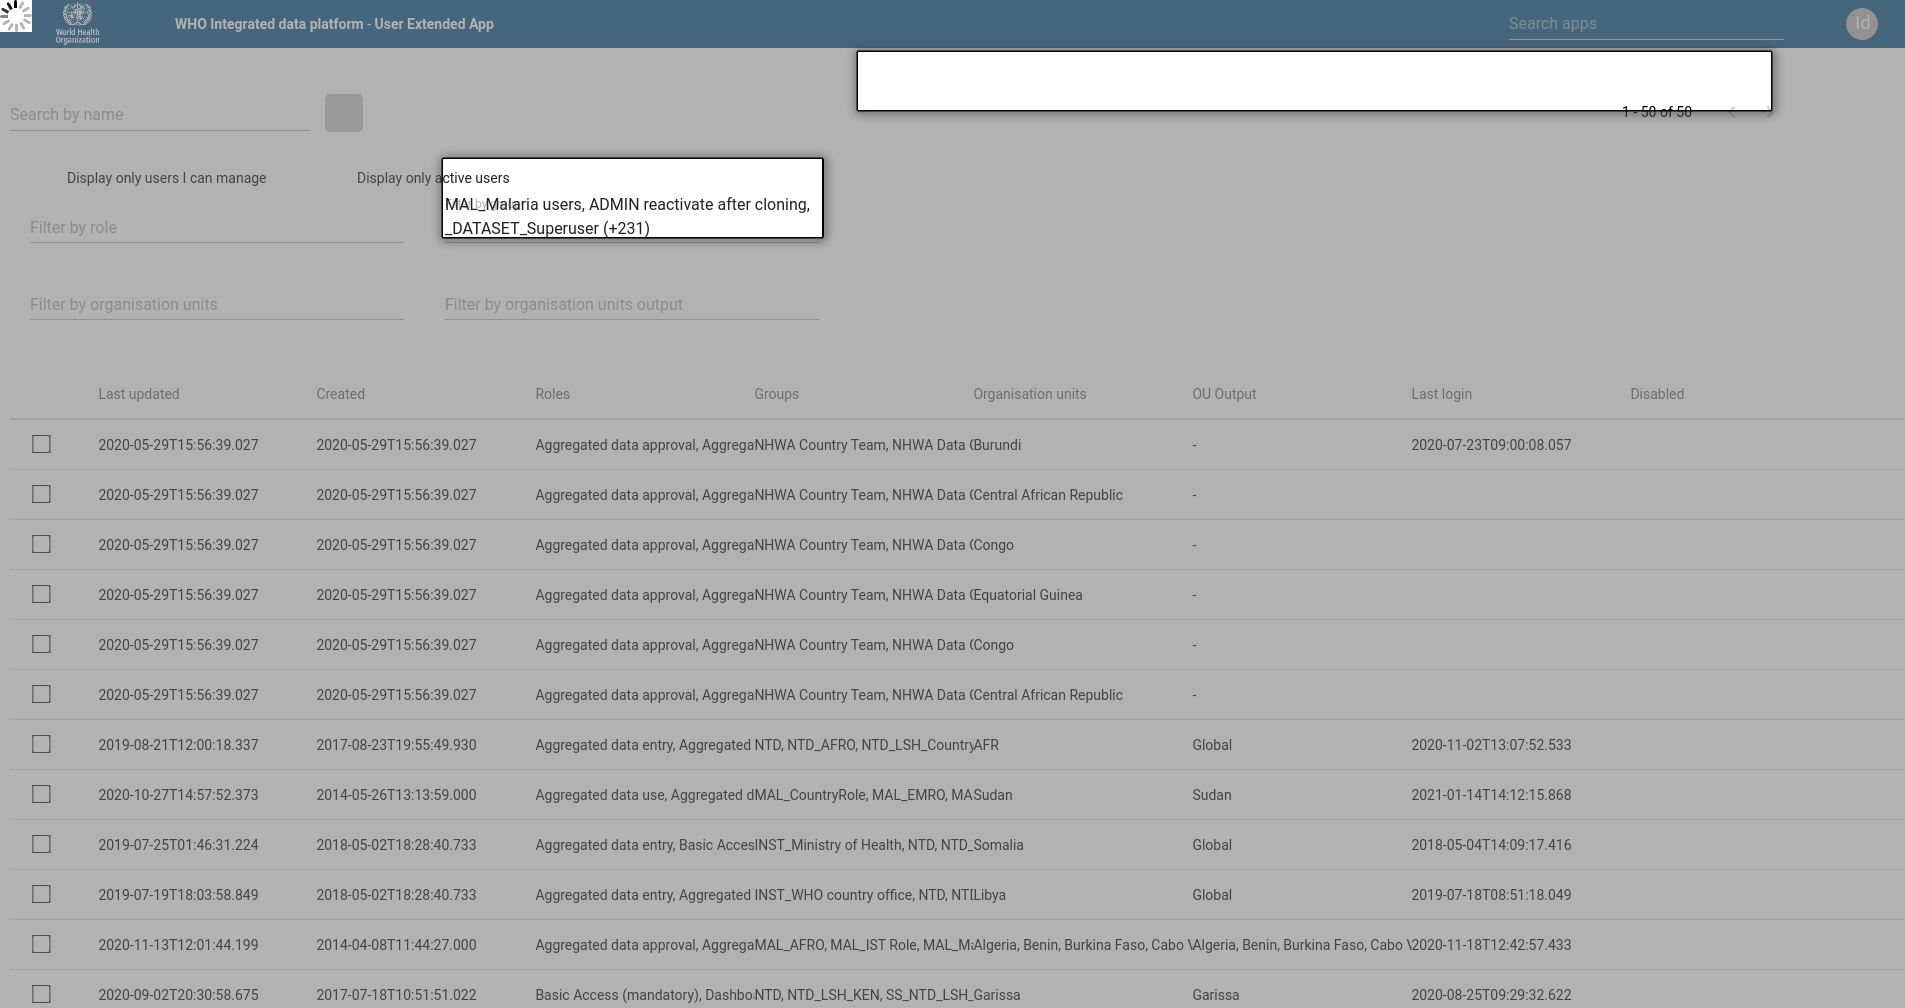 World Health
Organization
WHO Integrated data platform - User Extended App
Search apps
Id
Search by name
1 - 50 of 50
Display only users I can manage
Display only active users
MAL_Malaria users, ADMIN reactivate after cloning,
Filter by role
_DATASET_Superuser (+231)
Filter by organisation units
Filter by organisation units output
Last updated Created Roles Groups Organisation units OU Output Last login Disabled
2020-05-29T15:56:39.027 2020-05-29T15:56:39.027 Aggregated data approval, Aggrega NHWA Country Team, NHWA Data Burundi - 2020-07-23T09:00:08.057
2020-05-29T15:56:39.027 2020-05-29T15:56:39.027 Aggregated data approval, Aggrega NHWA Country Team, NHWA Data Central African Republic -
2020-05-29T15:56:39.027 2020-05-29T15:56:39.027 Aggregated data approval, Aggrega NHWA Country Team, NHWA Data Congo -
2020-05-29T15:56:39.027 2020-05-29T15:56:39.027 Aggregated data approval, Aggrega NHWA Country Team, NHWA Data Equatorial Guinea -
2020-05-29T15:56:39.027 2020-05-29T15:56:39.027 Aggregated data approval, Aggrega NHWA Country Team, NHWA Data Congo -
2020-05-29T15:56:39.027 2020-05-29T15:56:39.027 Aggregated data approval, Aggrega NHWA Country Team, NHWA Data Central African Republic -
2019-08-21T12:00:18.337 2017-08-23T19:55:49.930 Aggregated data entry, Aggregated NTD, NTD_AFRO, NTD_LSH_Country AFR Global 2020-11-02T13:07:52.533
2020-10-27T14:57:52.373 2014-05-26T13:13:59.000 Aggregated data use, Aggregated d MAL_CountryRole, MAL_EMRO, MA Sudan Sudan 2021-01-14T14:12:15.868
2019-07-25T01:46:31.224 2018-05-02T18:28:40.733 Aggregated data entry, Basic Acces INST_Ministry of Health, NTD, NTD_ Somalia Global 2018-05-04T14:09:17.416
2019-07-19T18:03:58.849 2018-05-02T18:28:40.733 Aggregated data entry, Aggregated INST_WHO country office, NTD, NT Libya Global 2019-07-18T08:51:18.049
2020-11-13T12:01:44.199 2014-04-08T11:44:27.000 Aggregated data approval, Aggrega MAL_AFRO, MAL_IST Role, MAL_M Algeria, Benin, Burkina Faso, Cabo Algeria, Benin, Burkina Faso, Cabo 2020-11-18T12:42:57.433
2020-09-02T20:30:58.675 2017-07-18T10:51:51.022 Basic Access (mandatory), Dashbo NTD, NTD_LSH_KEN, SS_NTD_LSH_ Garissa Garissa 2020-08-25T09:29:32.622